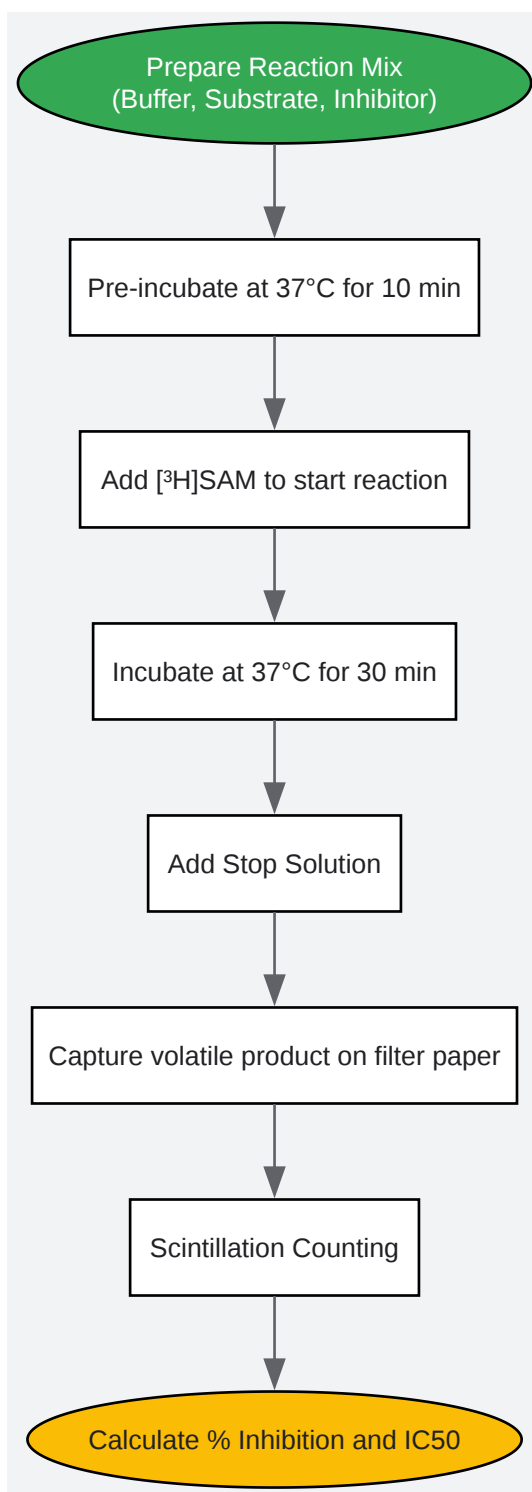 Prepare Reaction Mix
(Buffer, Substrate, Inhibitor)
Pre-incubate at 37°C for 10 min
Add [³H]SAM to start reaction
Incubate at 37°C for 30 min
Add Stop Solution
Capture volatile product on filter paper
Scintillation Counting
Calculate % Inhibition and IC50